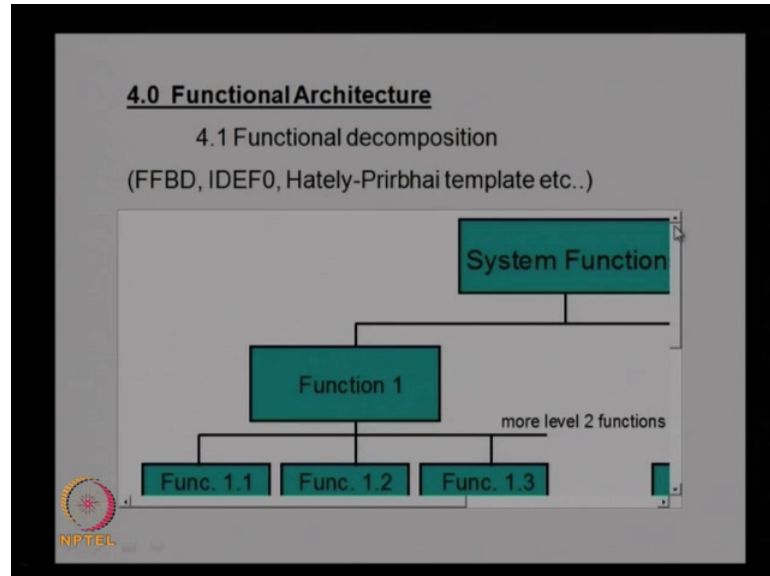 4.0 Functional Architecture
4.1 Functional decomposition
(FFBD, IDEF0, Hately-Prirbhai template etc..)
System Function
Function 1
more level 2 functions
Func. 1.1 Func. 1.2 Func. 1.3
NPTEL